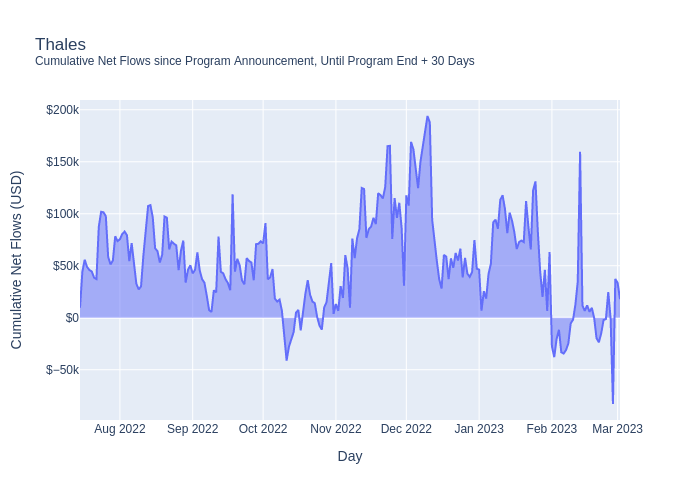 Thales
Cumulative Net Flows since Program Announcement, Until Program End + 30 Days
Cumulative Net Flows (USD)
$200k
$150k
$100k
$50k
$0
$−50k
Aug 2022
Sep 2022
Oct 2022
Nov 2022
Dec 2022
Jan 2023
Feb 2023
Mar 2023
Day